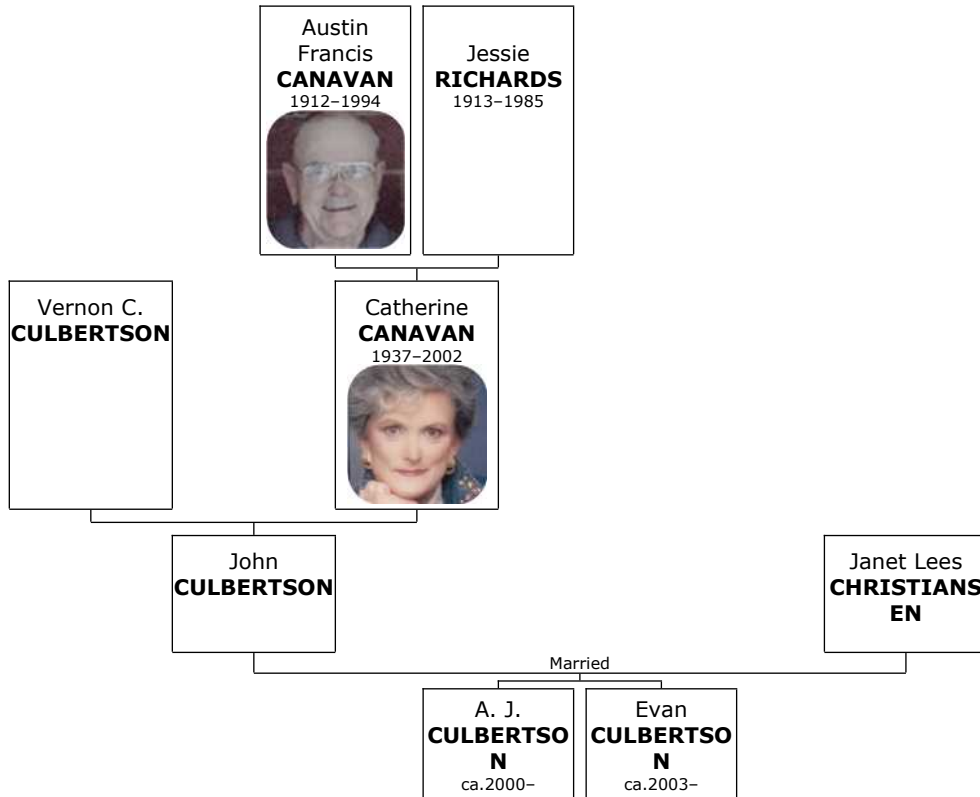 Austin
Francis
CANAVAN
1912–1994
Jessie
RICHARDS
1913–1985
Vernon C.
CULBERTSON
Catherine
CANAVAN
1937–2002
John
CULBERTSON
Janet Lees
CHRISTIANS
EN
Married
A. J.
CULBERTSO
N
ca.2000–
Evan
CULBERTSO
N
ca.2003–